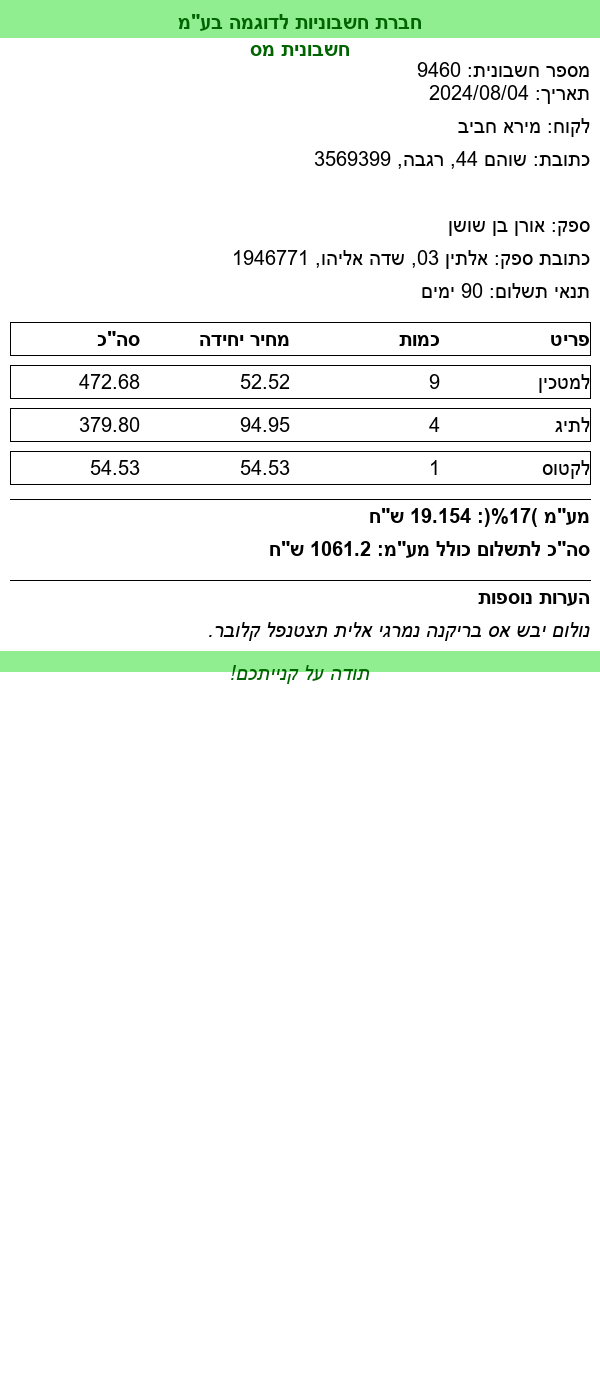 חברת חשבוניות לדוגמה בע"מ
חשבונית מס
מספר חשבונית: 9460
תאריך: 2024/08/04
לקוח: מירא חביב
כתובת: שוהם 44, רגבה, 3569399
ספק: אורן בן שושן
כתובת ספק: אלתין 03, שדה אליהו, 1946771
תנאי תשלום: 90 ימים
פריט כמות מחיר יחידה סה"כ
למטכין 9 52.52 472.68
לתיג 4 94.95 379.80
לקטוס 1 54.53 54.53
מע"מ )17%(: 19.154 ש"ח
סה"כ לתשלום כולל מע"מ: 1061.2 ש"ח
הערות נוספות
נולום יבש אס בריקנה נמרגי אלית תצטנפל קלובר.
תודה על קנייתכם!